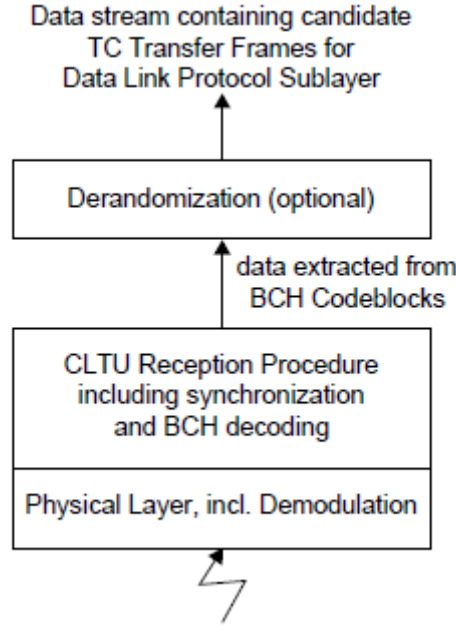 Data stream containing candidate
TC Transfer Frames for
Data Link Protocol Sublayer
Derandomization (optional)
data extracted from
BCH Codeblocks
CLTU Reception Procedure
including synchronization
and BCH decoding
Physical Layer, incl. Demodulation